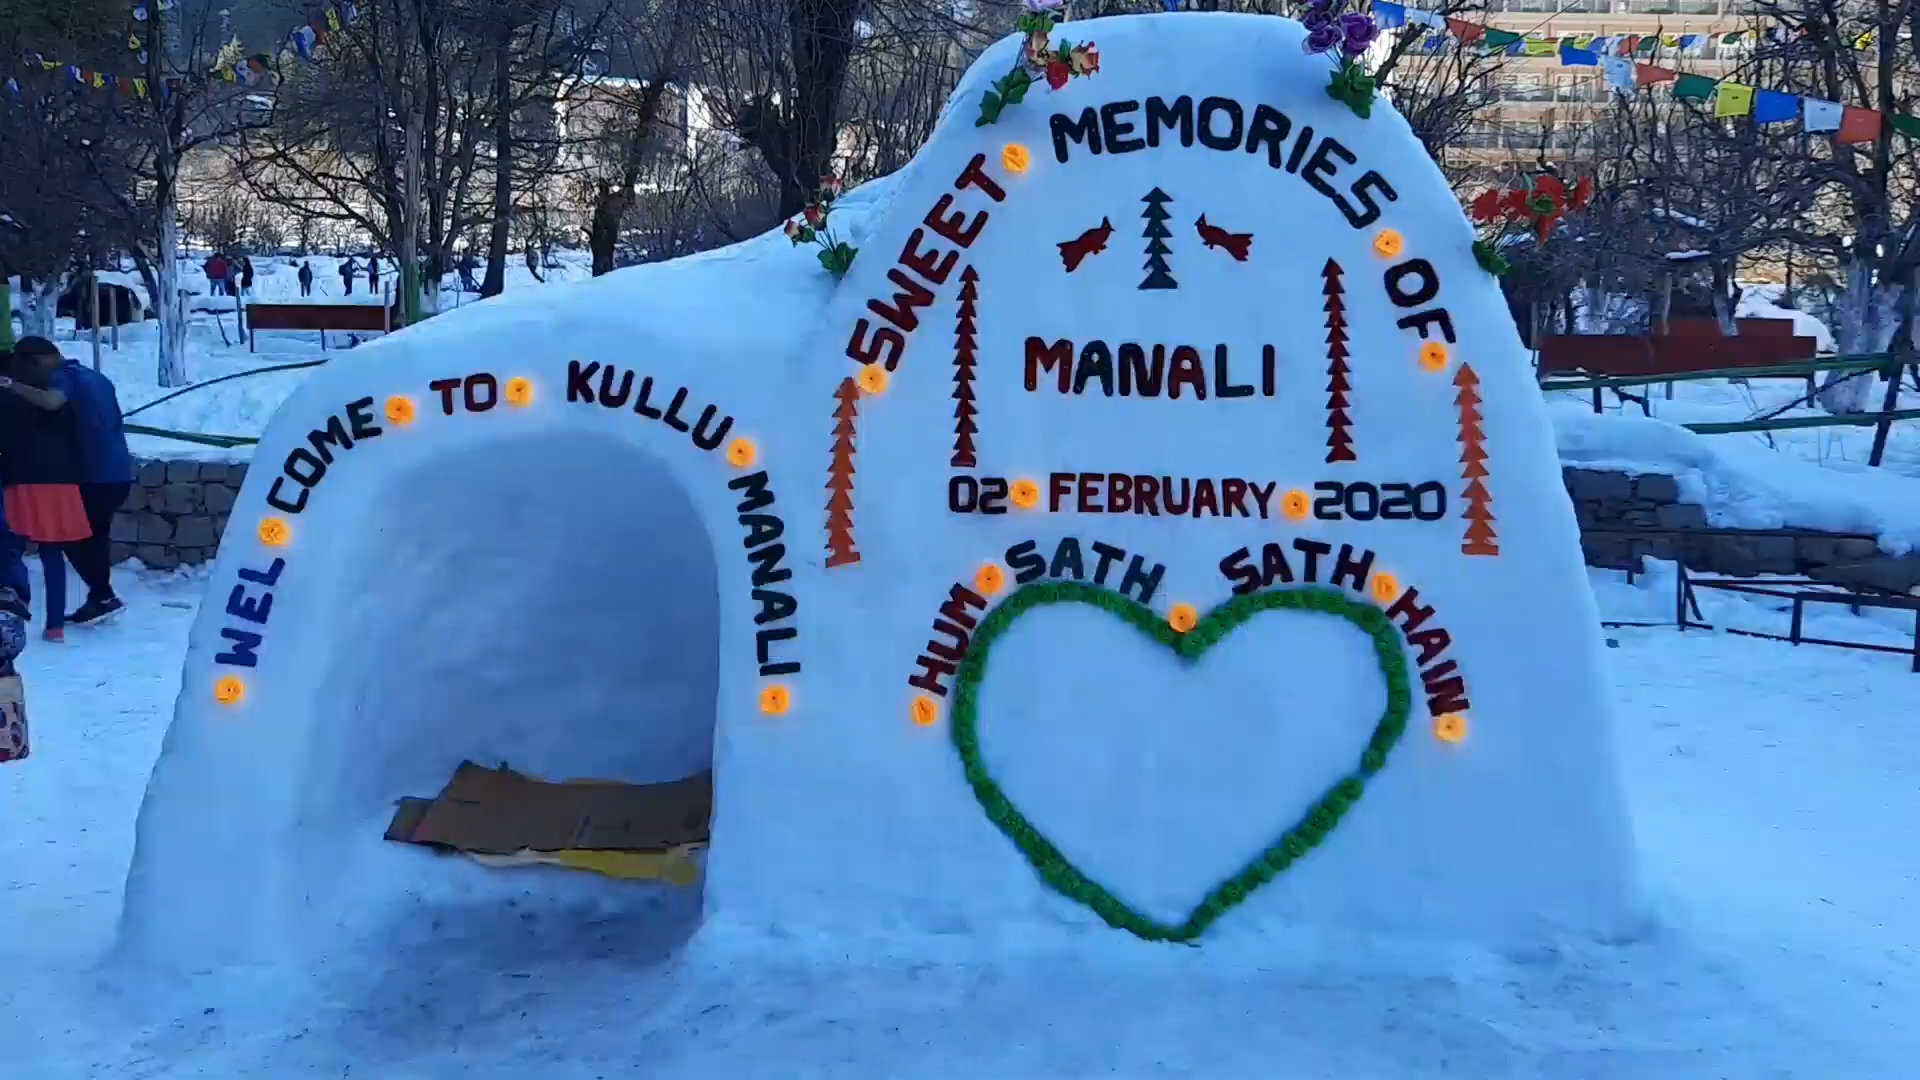 WEL COME TO KULLU MANALI
SWEET MEMORIES OF
MANALI
02 FEBRUARY 2020
HUM SATH SATH HAIN